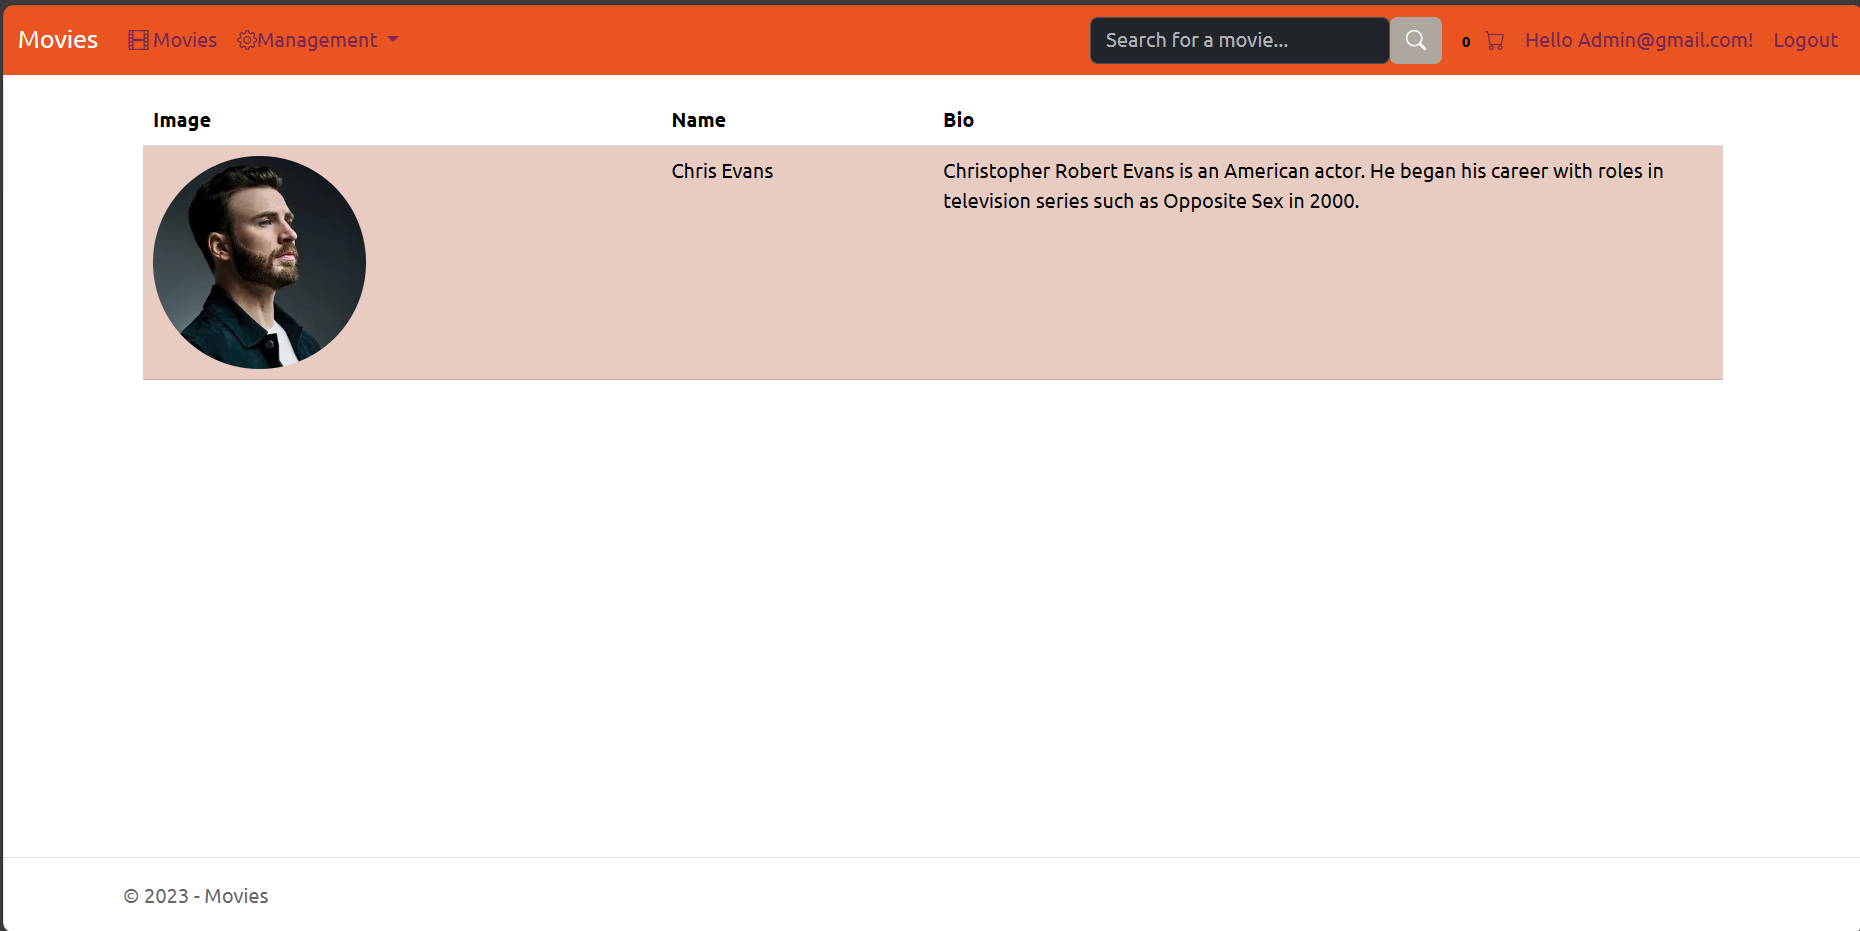 Movies Movies Management Search for a movie... 0 Hello Admin@gmail.com! Logout
Image Name Bio
Chris Evans Christopher Robert Evans is an American actor. He began his career with roles in
television series such as Opposite Sex in 2000.
© 2023 - Movies